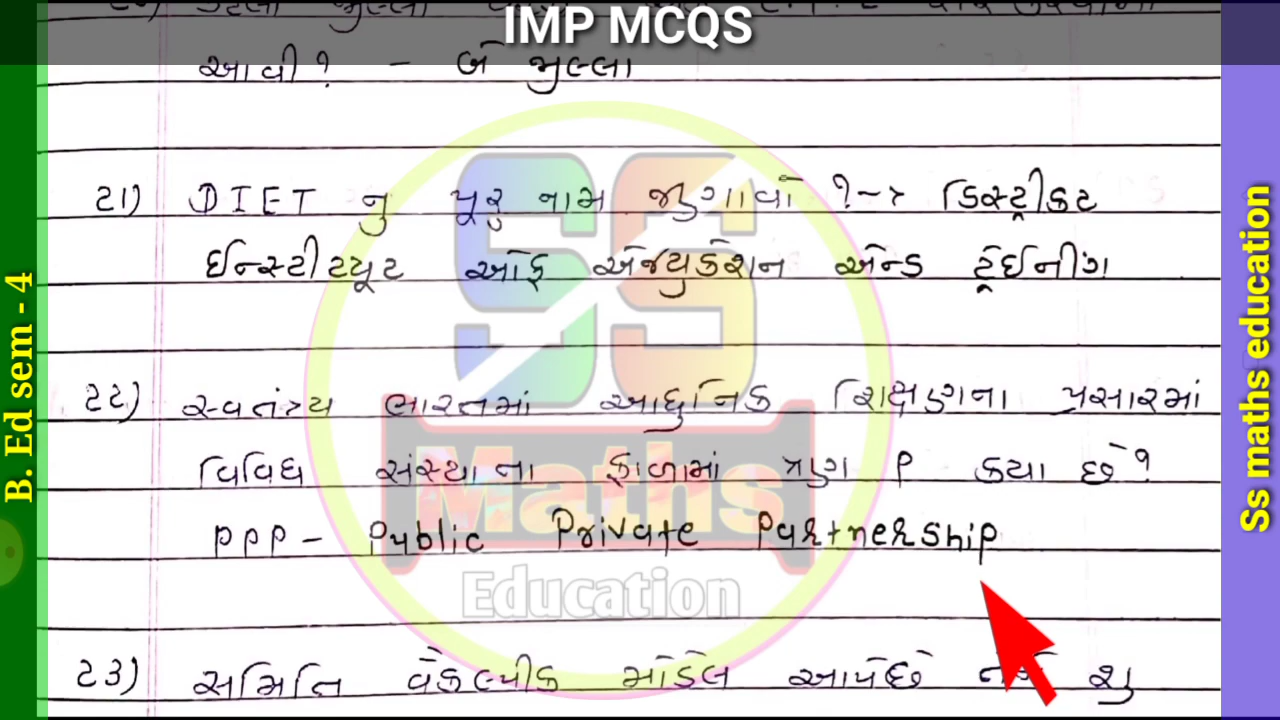 IMP MCQS
આવી? - બે જીલ્લા
૨૧) DIET નુ પૂરુ નામ જણાવો ?-> ડિસ્ટ્રીકટ
ઈન્સ્ટીટયૂટ ઓફ એજયુકેશન એન્ડ ટ્રેઈનીંગ
૨૨) સ્વતંત્ર્ય ભારતમાં આધુનિક શિક્ષણના પ્રસારમાં
વિવિધ સંસ્થાના ફાળામાં ત્રણ P કયા છે?
PPP - Public Private Partnership
૨૩) સમિતિ વૈકલ્પીક મોડેલ આપેછે શુ
SS
Maths
Education
B. Ed sem - 4
Ss maths education